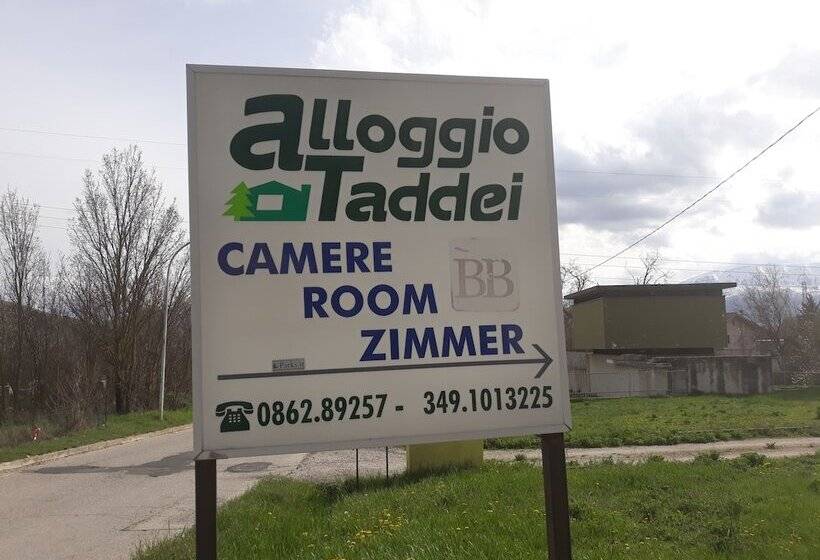 alloggio
Taddei
CAMERE
BB
ROOM
ZIMMER
0862.89257 - 349.1013225